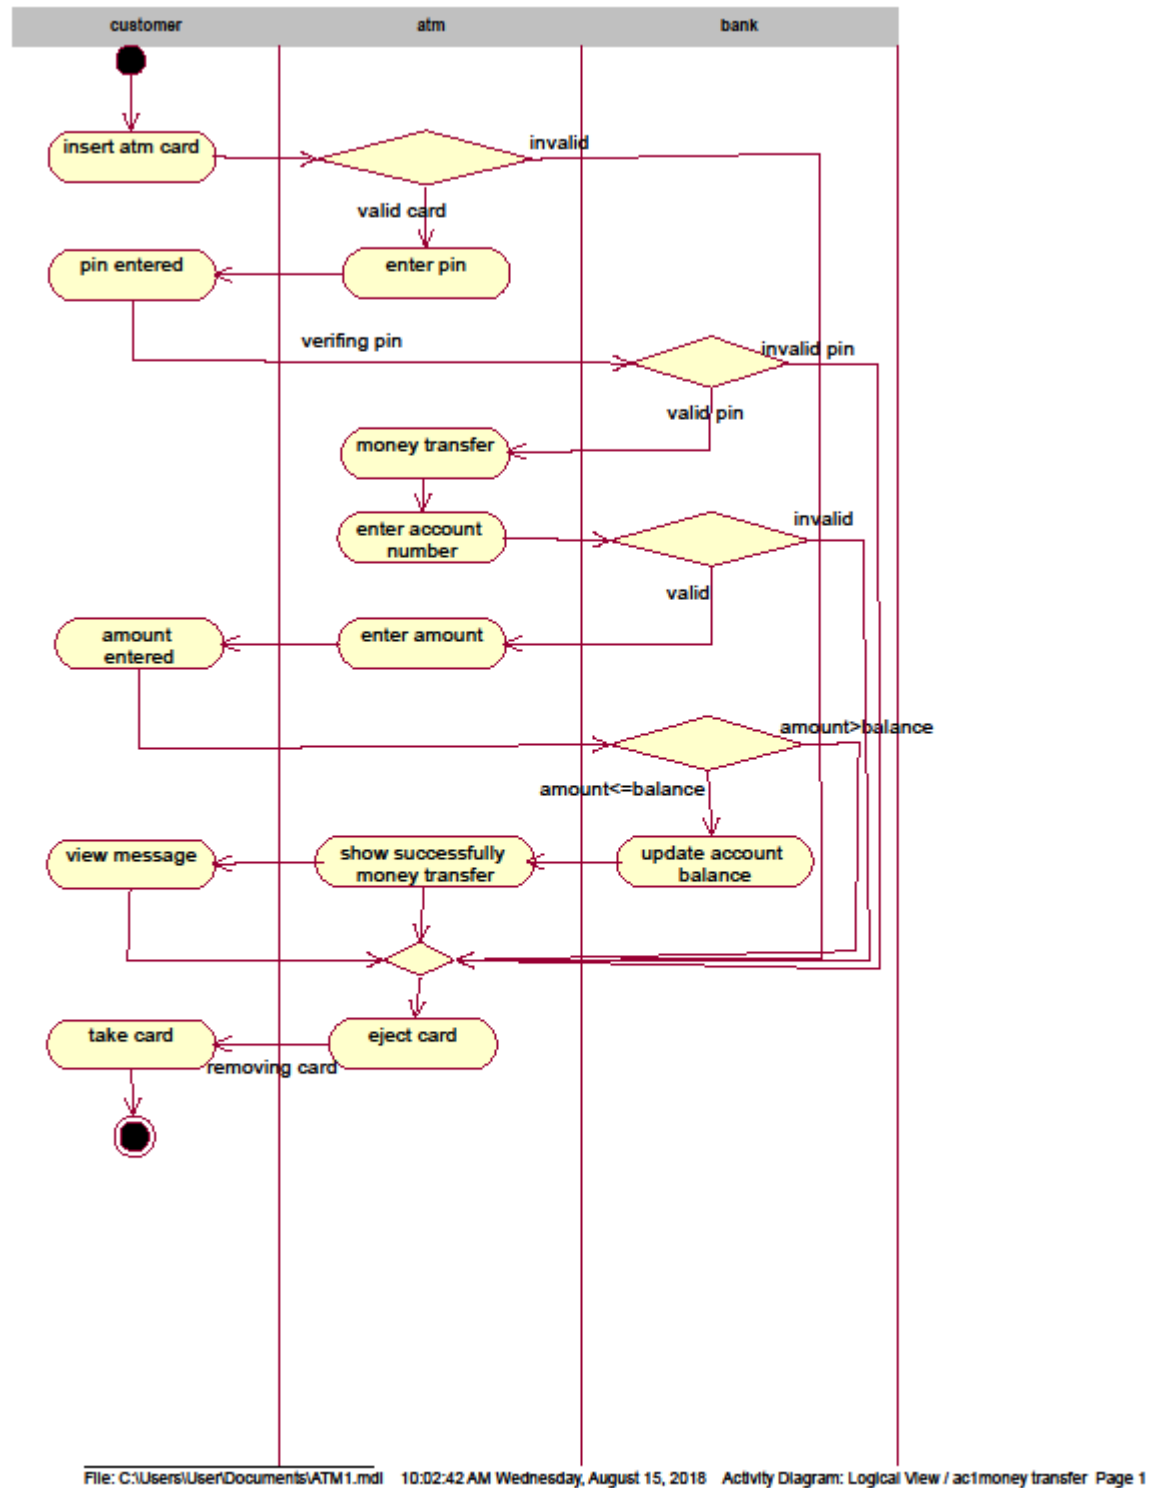 customer atm bank
invalid
insert atm card
valid card
pin entered
enter pin
verifing pin
invalid pin
valid pin
money transfer
enter account
number
invalid
valid
amount
entered
enter amount
amount>balance
amount<=balance
view message
show successfully
money transfer
update account
balance
take card
eject card
removing card
File: C:\Users\User\Documents\ATM1.mdl 10:02:42 AM Wednesday, August 15, 2018 Activity Diagram: Logical View / ac1money transfer Page 1